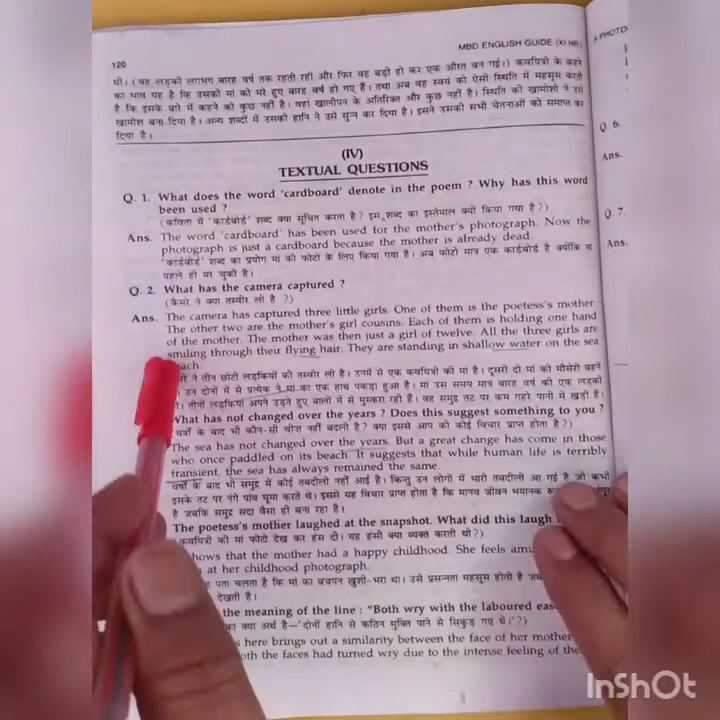 120
MBD ENGLISH GUIDE (XI HR)
थी। (वह लड़की लगभग बारह वर्ष तक रहती रही और फिर वह बड़ी हो कर एक औरत बन गई।) कवयित्री के कहने
का भाव यह है कि उसकी मां को मरे हुए बारह वर्ष हो गए हैं। तथा अब वह स्वयं को ऐसी स्थिति में महसूस करती
है कि इसके बारे में कहने को कुछ नहीं है। वहां खालीपन के अतिरिक्त और कुछ नहीं है। स्थिति की खामोशी ने उसे
खामोश बना दिया है। अन्य शब्दों में उसकी हानि ने उसे सुन्न कर दिया है। इसने उसकी सभी चेतनाओं को समाप्त कर
दिया है।
(IV)
TEXTUAL QUESTIONS
Q. 1. What does the word 'cardboard' denote in the poem ? Why has this word
been used ?
(कविता में 'कार्डबोर्ड' शब्द क्या सूचित करता है? इस शब्द का इस्तेमाल क्यों किया गया है?)
Ans. The word 'cardboard' has been used for the mother's photograph. Now the
photograph is just a cardboard because the mother is already dead.
'कार्डबोर्ड' शब्द का प्रयोग मां की फोटो के लिए किया गया है। अब फोटो मात्र एक कार्डबोर्ड है क्योंकि
पहले ही मर चुकी है।
Q. 2. What has the camera captured ?
(कैमरे ने क्या तस्वीर ली है ?)
Ans. The camera has captured three little girls. One of them is the poetess's mother.
The other two are the mother's girl cousins. Each of them is holding one hand
of the mother. The mother was then just a girl of twelve. All the three girls are
smiling through their flying hair. They are standing in shallow water on the sea
ने तीन छोटी लड़कियों की तस्वीर ली है। उनमें से एक कवयित्री की मां है। दूसरी दो मां की मौसेरी बहनें
उन दोनों में से प्रत्येक ने मां का एक हाथ पकड़ा हुआ है। मां उस समय मात्र बारह वर्ष की एक लड़की
तीनों लड़कियां अपने उड़ते हुए बालों में से मुस्करा रही हैं। वह समुद्र तट पर कम गहरे पानी में खड़ी हैं।
What has not changed over the years ? Does this suggest something to you ?
वर्षों के बाद भी कौन-सी चीज़ नहीं बदली है? क्या इससे आप को कोई विचार प्राप्त होता है?)
The sea has not changed over the years. But a great change has come in those
who once paddled on its beach. It suggests that while human life is terribly
transient, the sea has always remained the same.
वर्षों के बाद भी समुद्र में कोई तबदीली नहीं आई है। किन्तु उन लोगों में भारी तबदीली आ गई है जो कभी
इसके तट पर नंगे पांव घूमा करते थे। इससे यह विचार प्राप्त होता है कि मानव जीवन भयानक
है जबकि समुद्र सदा वैसा ही बना रहा है।
The poetess's mother laughed at the snapshot. What did this laugh
कवयित्री की मां फोटो देख कर हंस दी। यह हंसी क्या व्यक्त करती थी?)
shows that the mother had a happy childhood. She feels
at her childhood photograph.
पता चलता है कि मां का बचपन खुशी-भरा था। उसे प्रसन्नता महसूस होती है
देखती है।
the meaning of the line : "Both wry with the laboured
का क्या अर्थ है—'दोनों हानि से कठिन मुक्ति पाने से सिकुड़ गए थे।'?)
here brings out a similarity between the face of her mother
both the faces had turned wry due to the intense feeling of the
Q. 6.
Ans.
Q. 7.
Ans.
InShOt